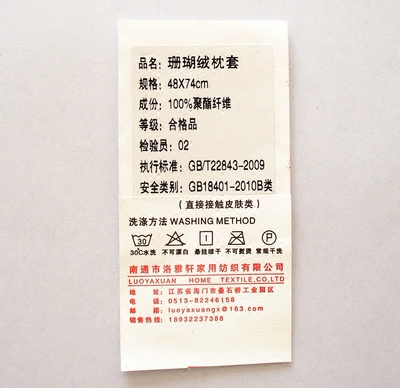 品名：珊瑚绒枕套
规格：48X74cm
成份：100%聚酯纤维
等级：合格品
检验员：02
执行标准：GB/T22843-2009
安全类别：GB18401-2010B类
（直接接触皮肤类）
洗涤方法 WASHING METHOD
30
30C水洗 不可漂白 悬挂晾干 不可熨烫 常规干洗
南通市洛雅轩家用纺织有限公司
LUOYAXUAN HOME TEXTILE.CO,LTD
地 址：江苏省海门市叠石桥工业园区
电 话：0513-82246158
邮 箱：luoyaxuangx@163.com
销售热线：18932237388